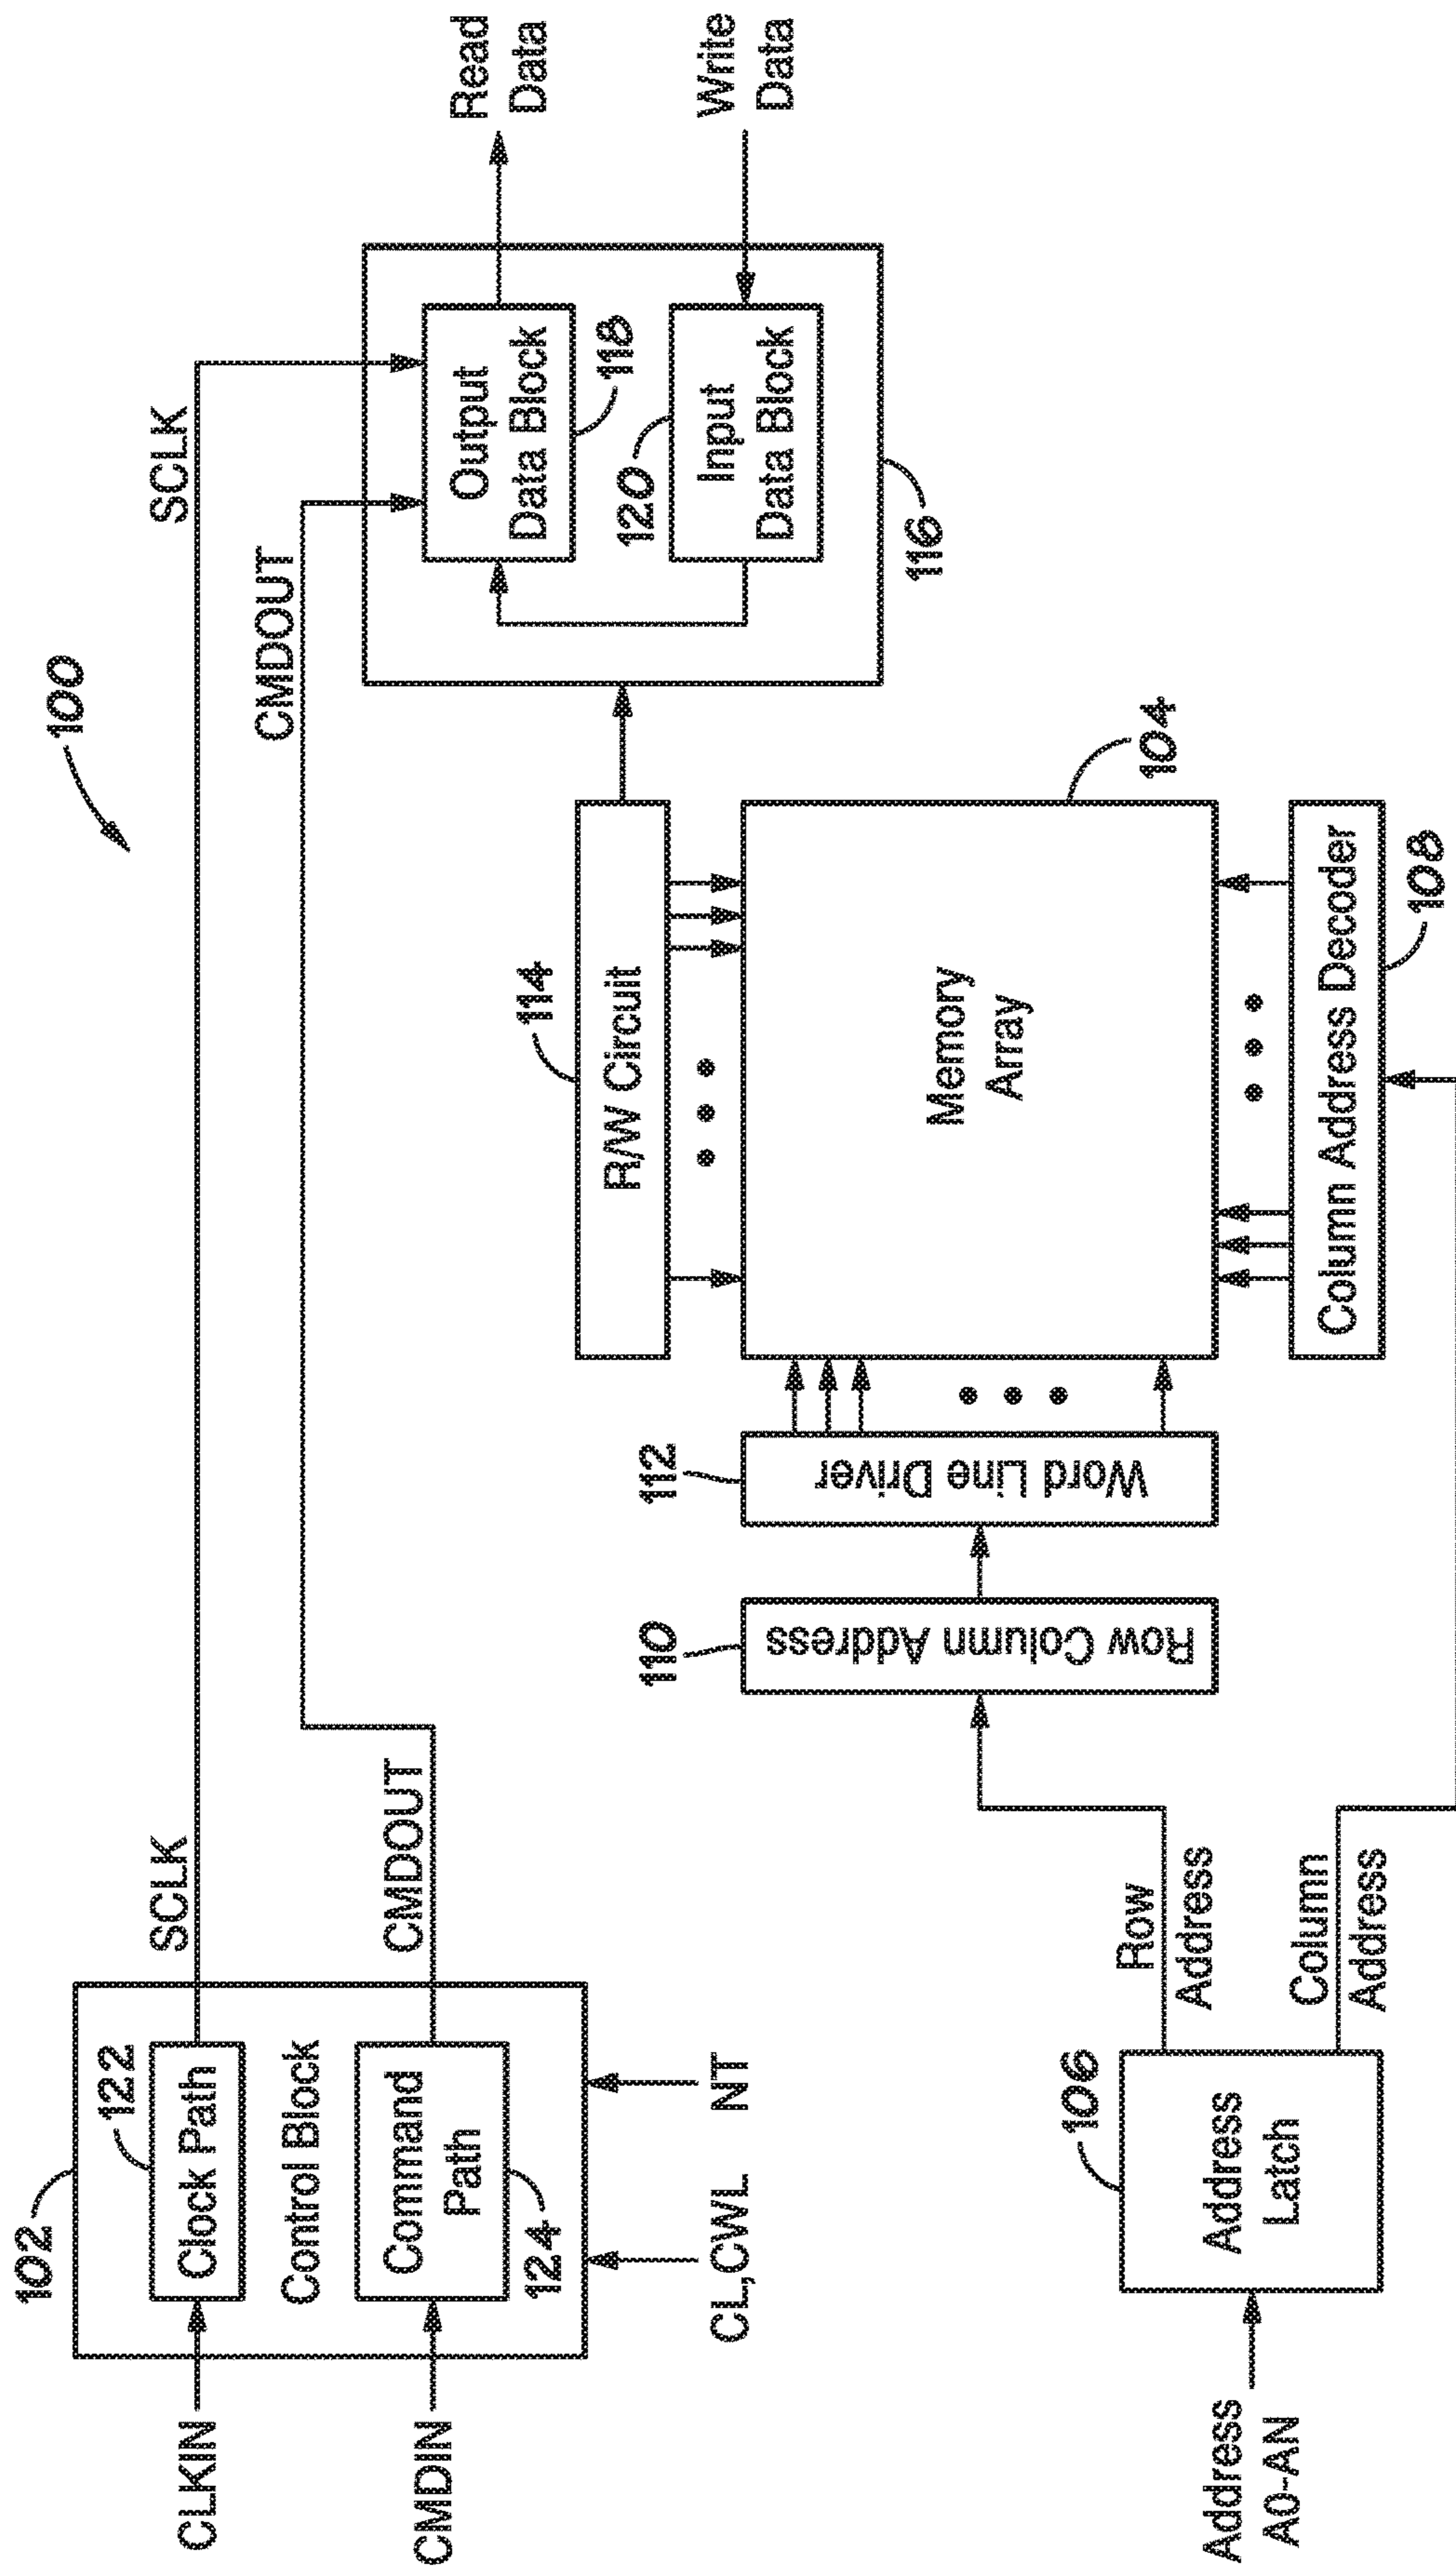 100
102
CLKIN
Clock Path
122
SCLK
SCLK
Control Block
CMDIN
Command
Path
124
CMDOUT
CMDOUT
CL,CWL
NT
Output
Data Block
118
Read
Data
120
Input
Data Block
Write
Data
116
114
R/W Circuit
Memory
Array
104
112
Word Line Driver
110
Row Column Address
Column Address Decoder
108
106
Address
Latch
Address
A0-AN
Row
Address
Column
Address